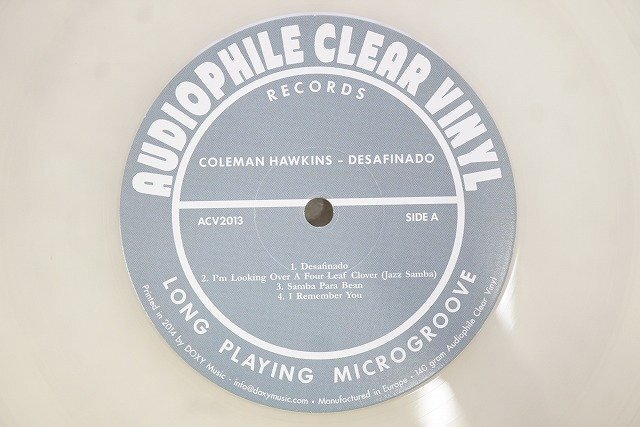 AUDIOPHILE CLEAR VINYL
RECORDS
COLEMAN HAWKINS – DESAFINADO
ACV2013
SIDE A
1. Desafinado
2. I'm Looking Over A Four Leaf Clover (Jazz Samba)
3. Samba Para Bean
4. I Remember You
LONG PLAYING MICROGROOVE
Printed in 2014 by DOXY Music · info@doxymusic.com · Manufactured in Europe · 140 gram Audiophile Clear Vinyl